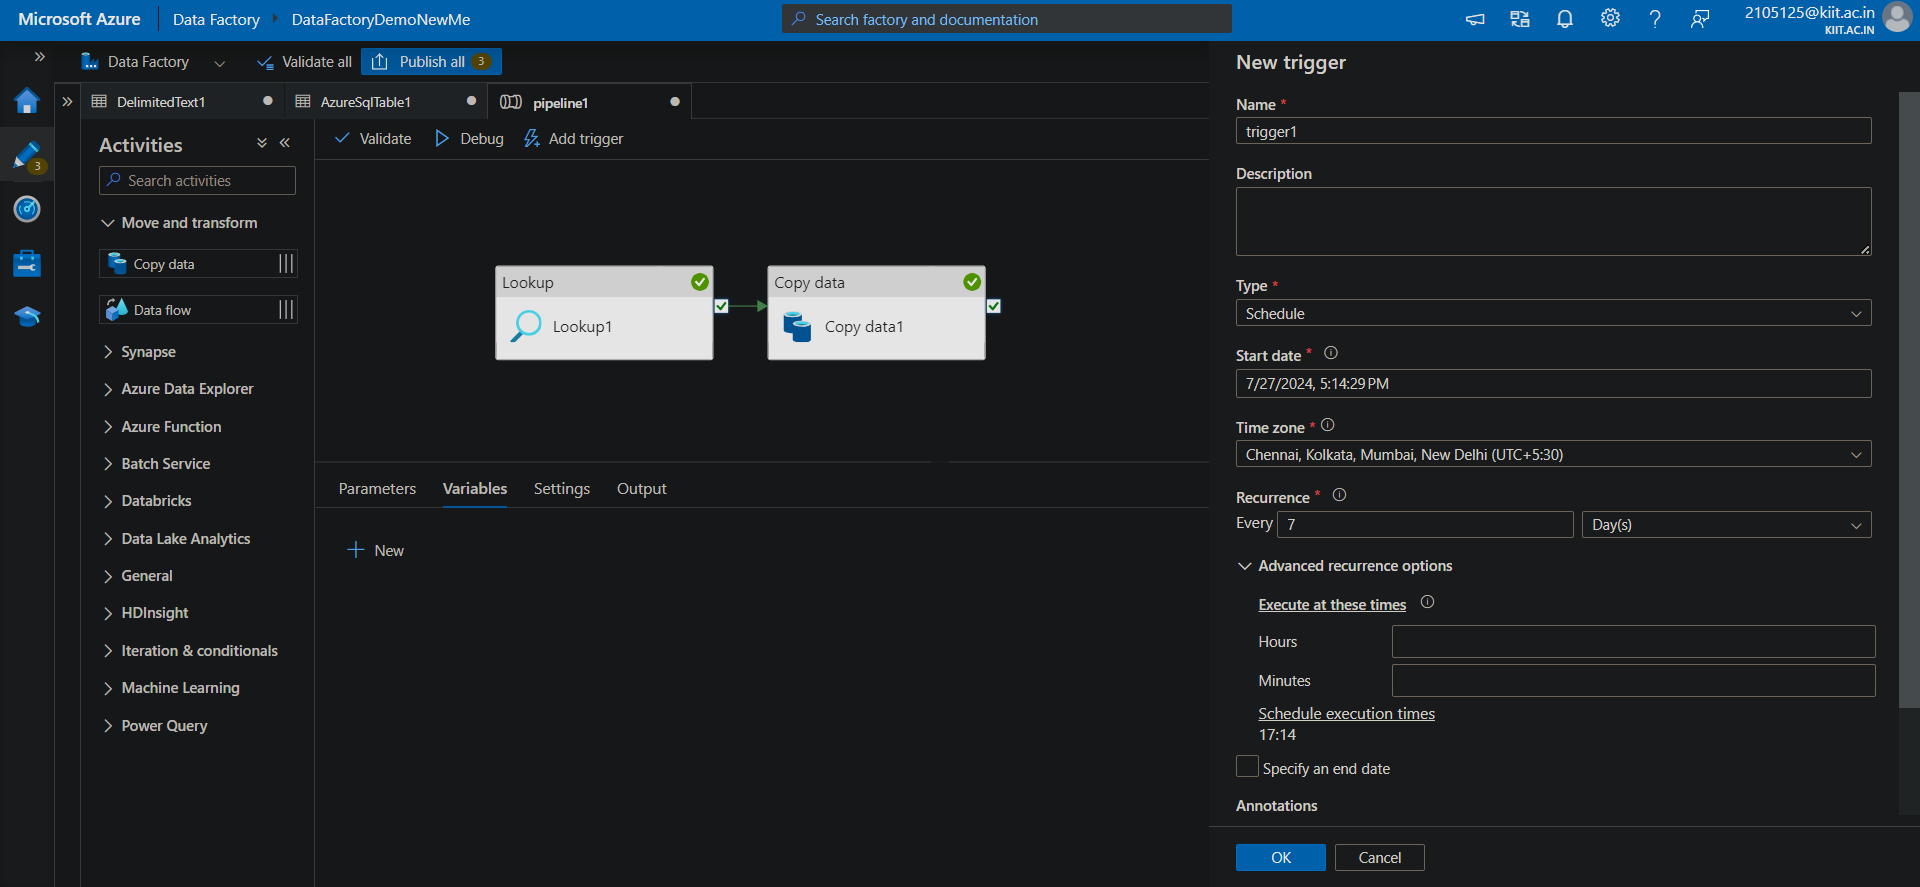 Microsoft Azure
Data Factory
DataFactoryDemoNewMe
Search factory and documentation
2105125@kiit.ac.in
KIIT.AC.IN
Data Factory
Validate all
Publish all 3
DelimitedText1
AzureSqlTable1
pipeline1
3
Activities
Search activities
Move and transform
Copy data
Data flow
Synapse
Azure Data Explorer
Azure Function
Batch Service
Databricks
Data Lake Analytics
General
HDInsight
Iteration & conditionals
Machine Learning
Power Query
Validate
Debug
Add trigger
Lookup
Lookup1
Copy data
Copy data1
Parameters
Variables
Settings
Output
New
New trigger
Name *
trigger1
Description
Type *
Schedule
Start date *
7/27/2024, 5:14:29 PM
Time zone *
Chennai, Kolkata, Mumbai, New Delhi (UTC+5:30)
Recurrence *
Every 7 Day(s)
Advanced recurrence options
Execute at these times
Hours
Minutes
Schedule execution times
17:14
Specify an end date
Annotations
OK
Cancel